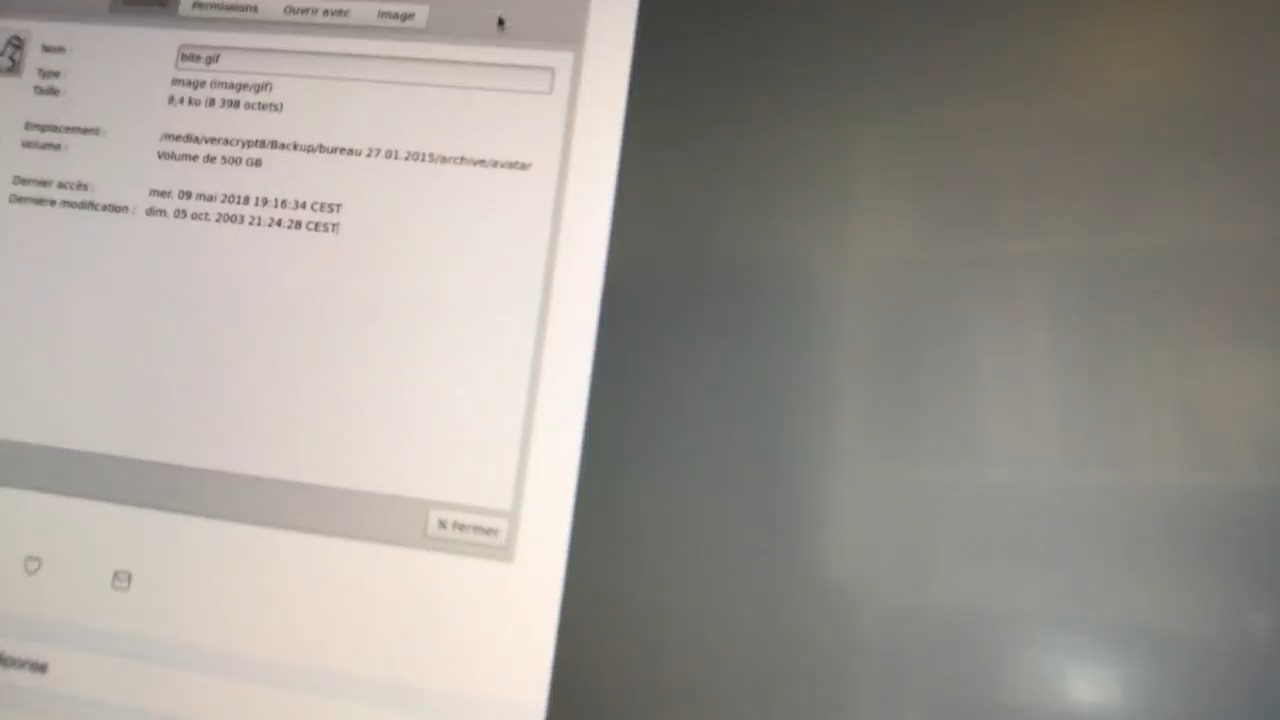 Permissions Ouvrir avec Image
Nom : bite.gif
Type : Image (image/gif)
Taille : 8,4 ko (8 398 octets)
Emplacement : /media/veracrypt8/Backup/bureau 27.01.2015/archive/avatar
Volume : Volume de 500 GB
Dernier accès : mer. 09 mai 2018 19:16:34 CEST
Dernière modification : dim. 05 oct. 2003 21:24:28 CEST
Fermer